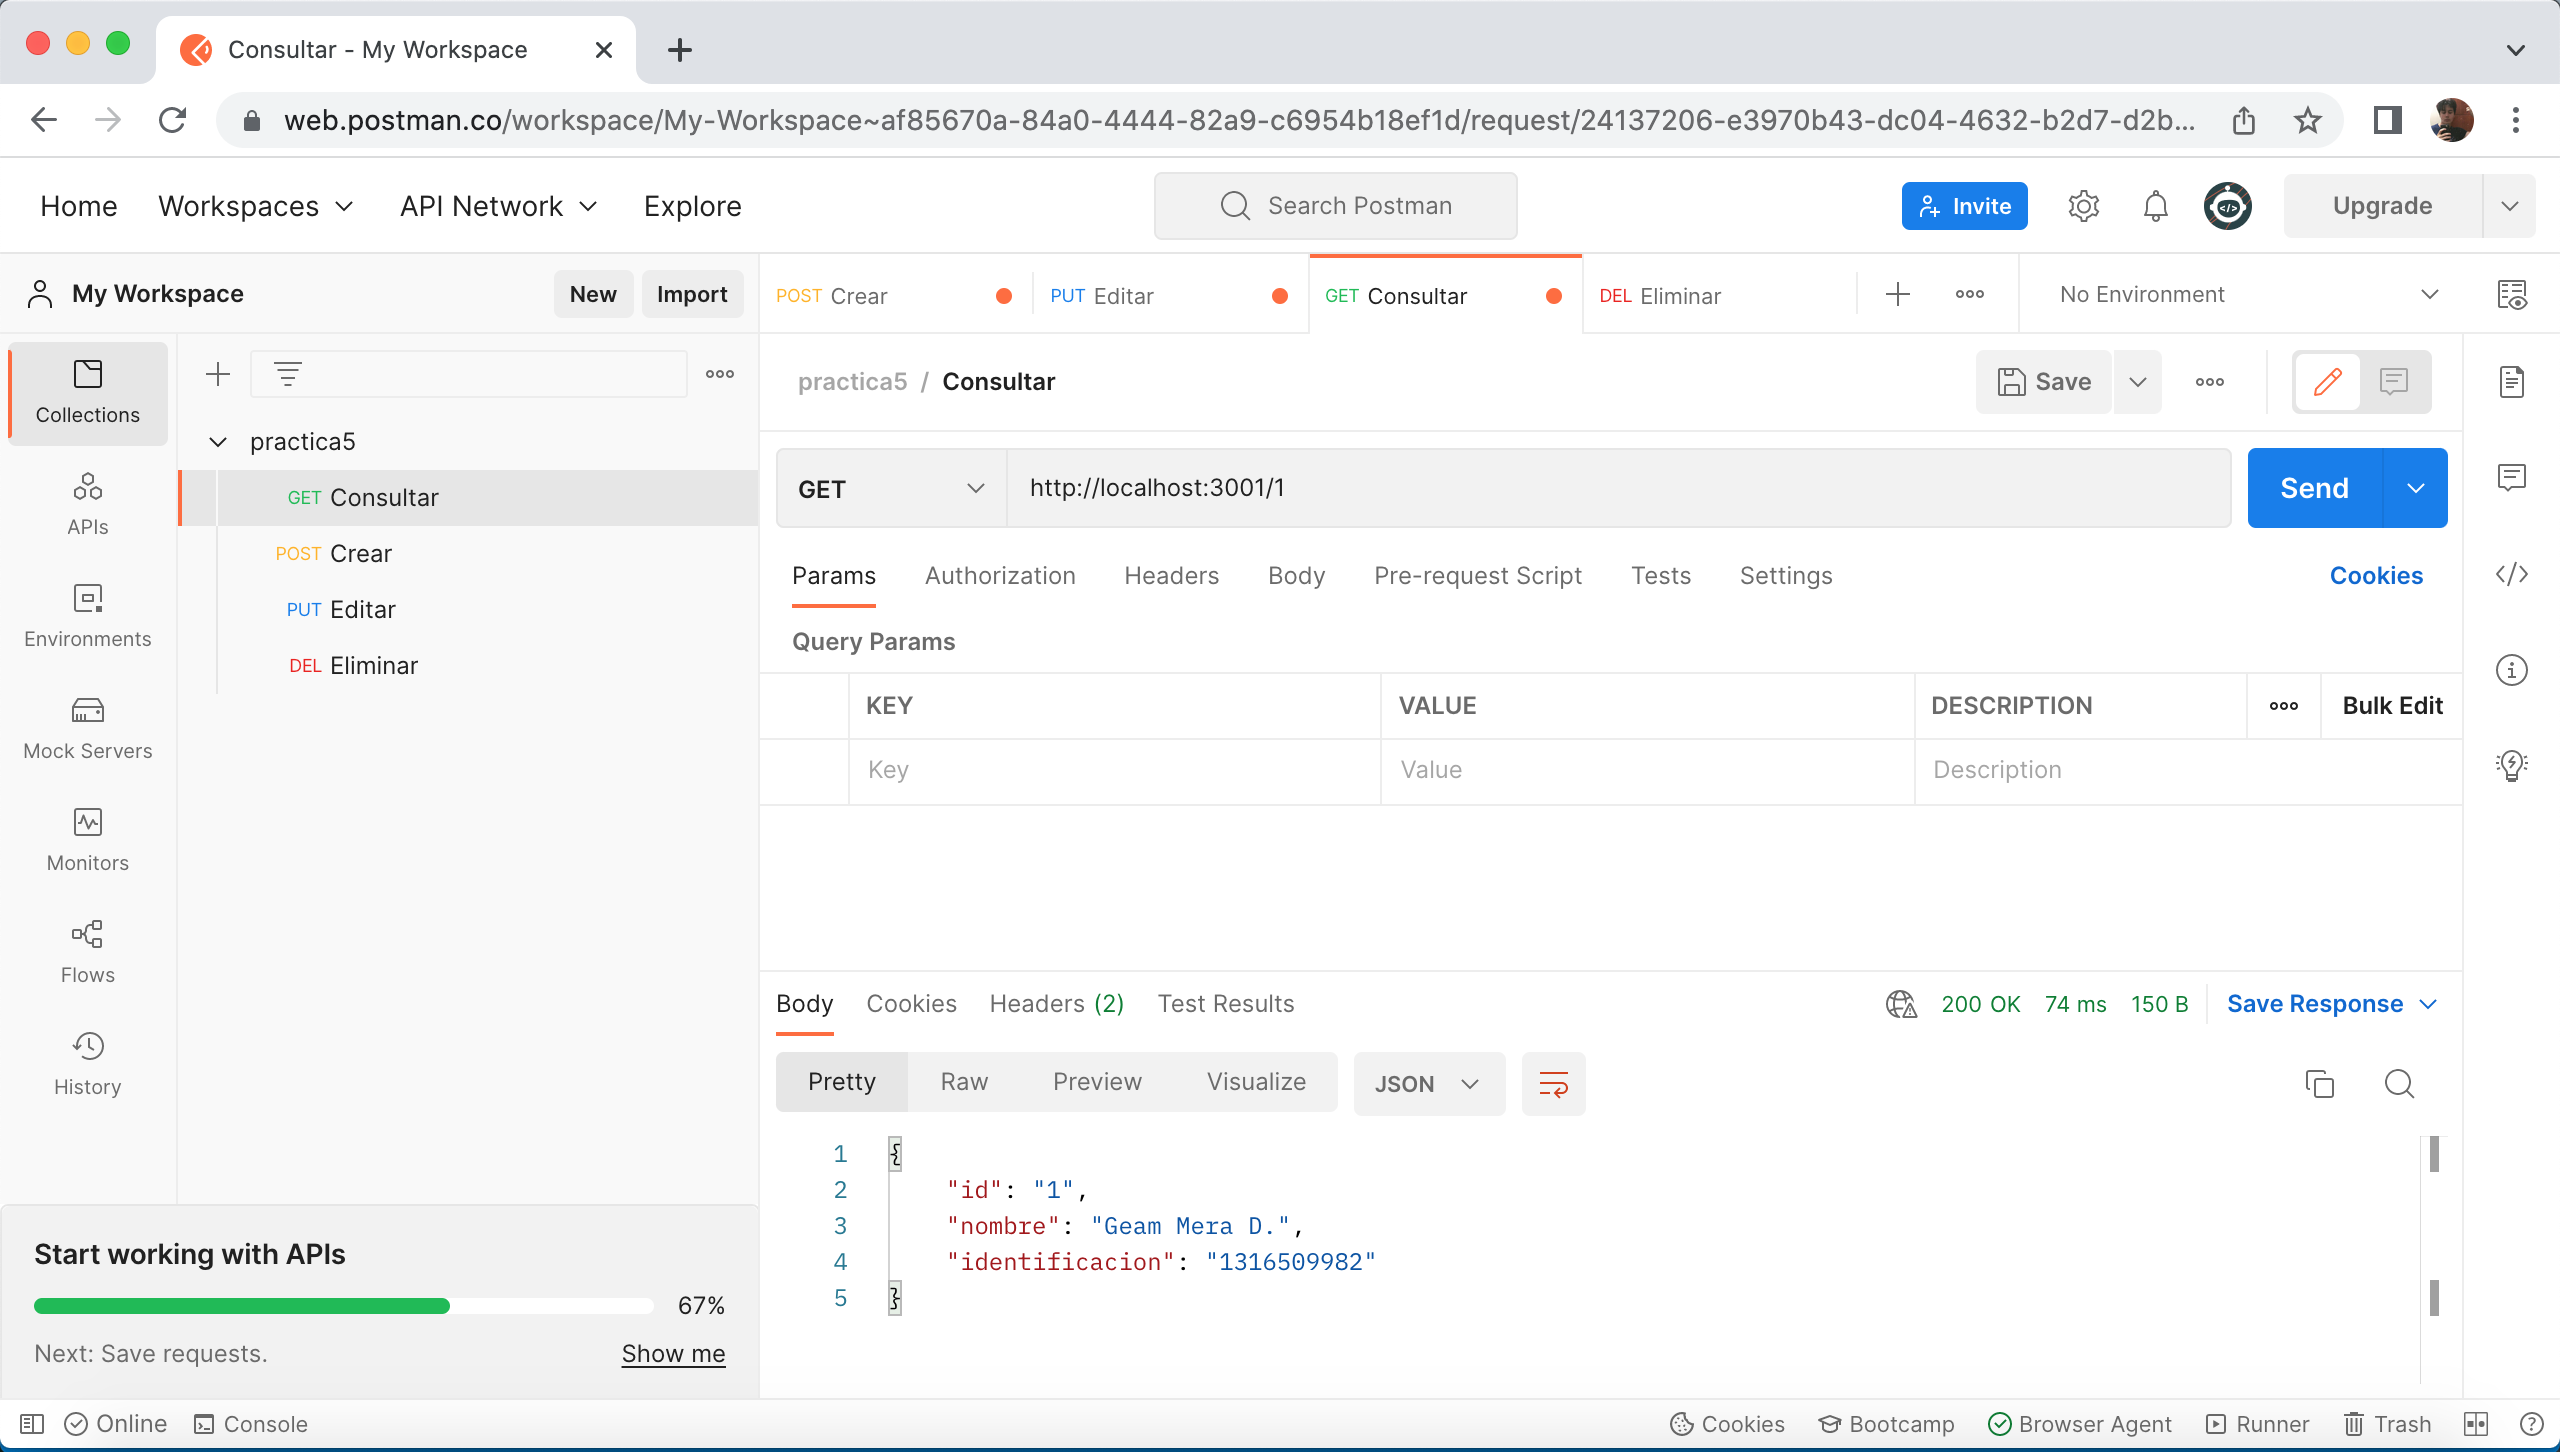 Consultar - My Workspace
web.postman.co/workspace/My-Workspace~af85670a-84a0-4444-82a9-c6954b18ef1d/request/24137206-e3970b43-dc04-4632-b2d7-d2b...
Home Workspaces API Network Explore Search Postman Invite Upgrade
My Workspace New Import
POST Crear PUT Editar GET Consultar DEL Eliminar No Environment
Collections
APIs
Environments
Mock Servers
Monitors
Flows
History
practica5
GET Consultar
POST Crear
PUT Editar
DEL Eliminar
practica5 / Consultar Save
GET http://localhost:3001/1 Send
Params Authorization Headers Body Pre-request Script Tests Settings Cookies
Query Params
KEY VALUE DESCRIPTION Bulk Edit
Key Value Description
Body Cookies Headers (2) Test Results 200 OK 74 ms 150 B Save Response
Pretty Raw Preview Visualize JSON
1 {
2 "id": "1",
3 "nombre": "Geam Mera D.",
4 "identificacion": "1316509982"
5 }
Start working with APIs
67%
Next: Save requests. Show me
Online Console Cookies Bootcamp Browser Agent Runner Trash